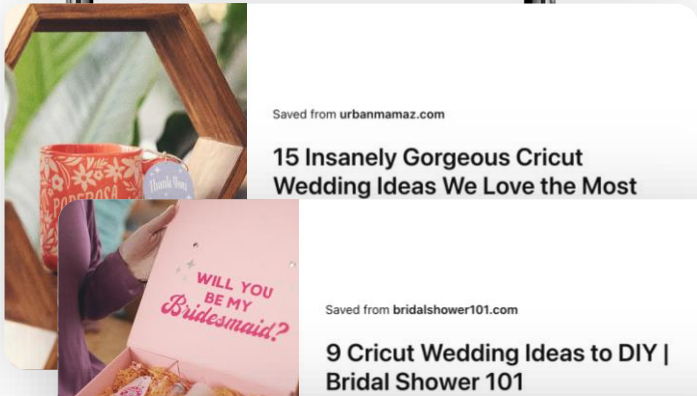 Saved from urbanmamaz.com
15 Insanely Gorgeous Cricut
Wedding Ideas We Love the Most
PODEROSA
Thank You!
WILL YOU
BE MY
Bridesmaid?
Saved from bridalshower101.com
9 Cricut Wedding Ideas to DIY |
Bridal Shower 101